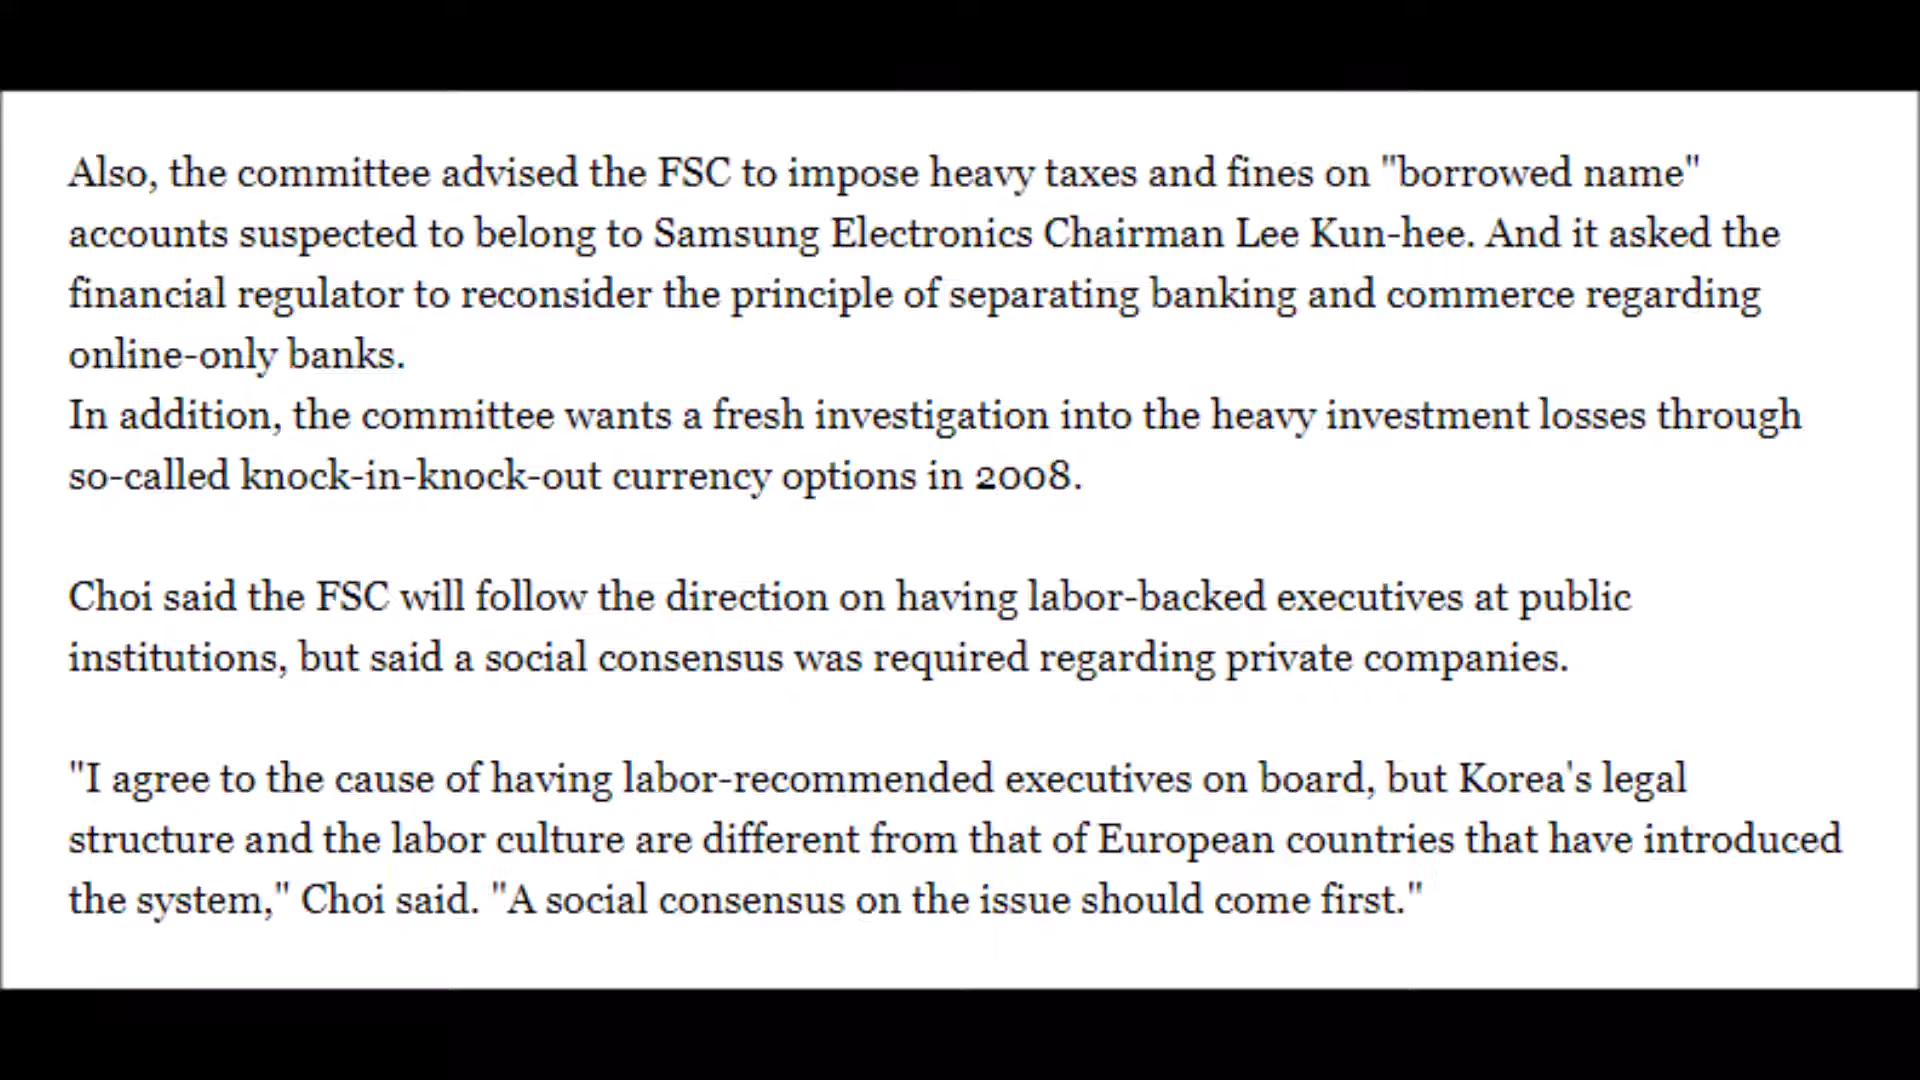 Also, the committee advised the FSC to impose heavy taxes and fines on "borrowed name"
accounts suspected to belong to Samsung Electronics Chairman Lee Kun-hee. And it asked the
financial regulator to reconsider the principle of separating banking and commerce regarding
online-only banks.
In addition, the committee wants a fresh investigation into the heavy investment losses through
so-called knock-in-knock-out currency options in 2008.
Choi said the FSC will follow the direction on having labor-backed executives at public
institutions, but said a social consensus was required regarding private companies.
"I agree to the cause of having labor-recommended executives on board, but Korea's legal
structure and the labor culture are different from that of European countries that have introduced
the system," Choi said. "A social consensus on the issue should come first."